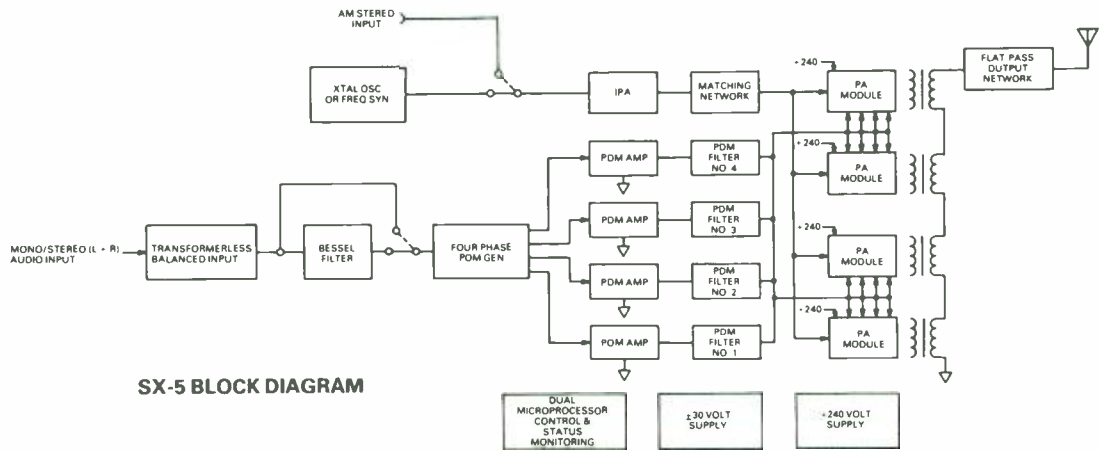 AM STEREO
INPUT
XTAL OSC
OR FREQ SYN
IPA
MATCHING
NETWORK
+240
PA
MODULE
FLAT PASS
OUTPUT
NETWORK
PDM AMP
PDM
FILTER
NO 4
+240
PA
MODULE
MONO/STEREO (L + R)
AUDIO INPUT
TRANSFORMERLESS
BALANCED INPUT
BESSEL
FILTER
FOUR PHASE
PDM GEN
PDM AMP
PDM
FILTER
NO 3
PDM AMP
PDM
FILTER
NO 2
+240
PA
MODULE
PDM AMP
PDM
FILTER
NO 1
+240
PA
MODULE
SX-5 BLOCK DIAGRAM
DUAL
MICROPROCESSOR
CONTROL &
STATUS
MONITORING
±30 VOLT
SUPPLY
+240 VOLT
SUPPLY